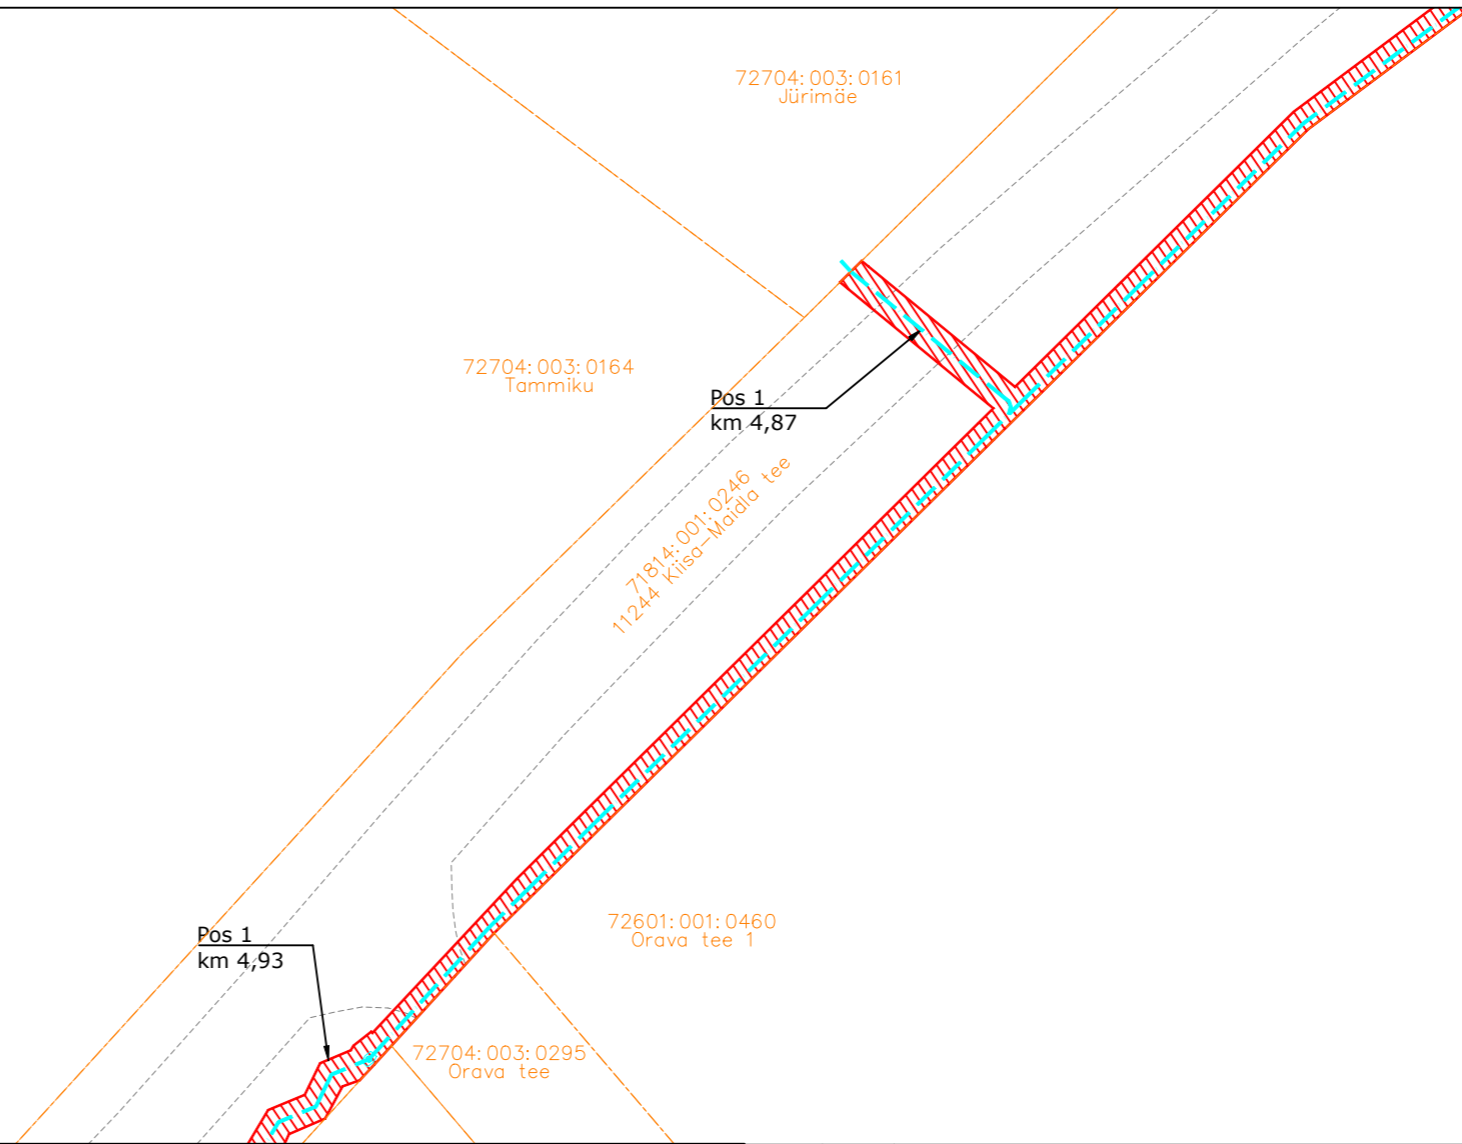 72704:003:0161
Jürimäe
72704:003:0164
Tammiku
Pos 1
km 4,87
71814:001:0246
11244 Kiisa-Maidla tee
72601:001:0460
Orava tee 1
Pos 1
km 4,93
72704:003:0295
Orava tee